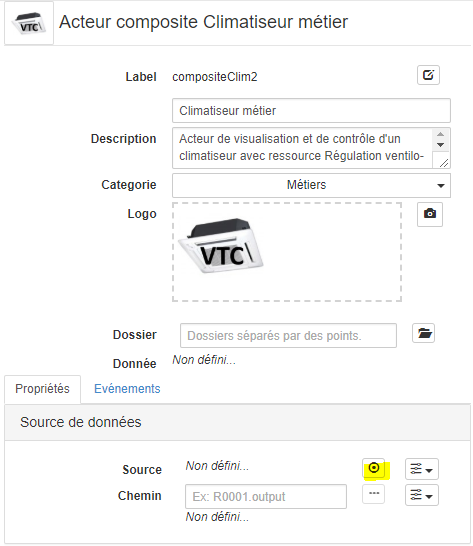 Acteur composite Climatiseur métier
Label compositeClim2
Climatiseur métier
Description Acteur de visualisation et de contrôle d'un
climatiseur avec ressource Régulation ventilo-
Categorie Métiers
Logo
VTC
Dossier Dossiers séparés par des points.
Donnée Non défini...
Propriétés Evènements
Source de données
Source Non défini...
Chemin Ex: R0001.output
Non défini...